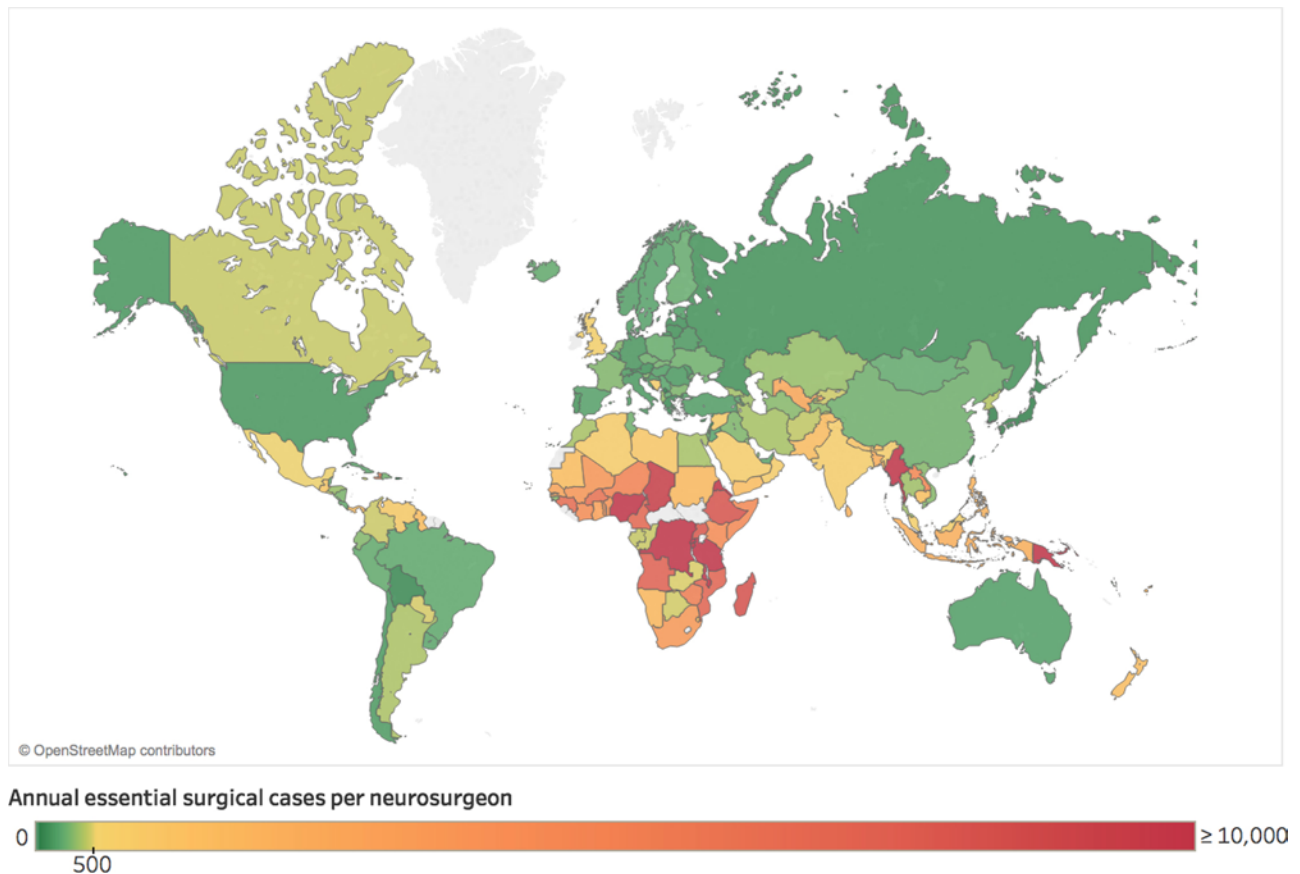 © OpenStreetMap contributors
Annual essential surgical cases per neurosurgeon
0
≥ 10,000
500